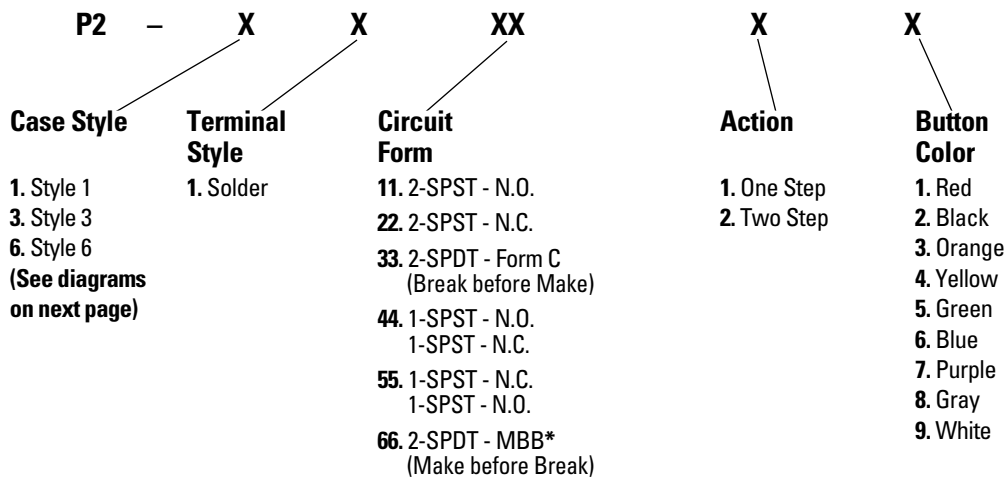 P2 – X X XX X X
Case Style
1. Style 1
3. Style 3
6. Style 6
(See diagrams
on next page)
Terminal
Style
1. Solder
Circuit
Form
11. 2-SPST - N.O.
22. 2-SPST - N.C.
33. 2-SPDT - Form C
(Break before Make)
44. 1-SPST - N.O.
1-SPST - N.C.
55. 1-SPST - N.C.
1-SPST - N.O.
66. 2-SPDT - MBB*
(Make before Break)
Action
1. One Step
2. Two Step
Button
Color
1. Red
2. Black
3. Orange
4. Yellow
5. Green
6. Blue
7. Purple
8. Gray
9. White